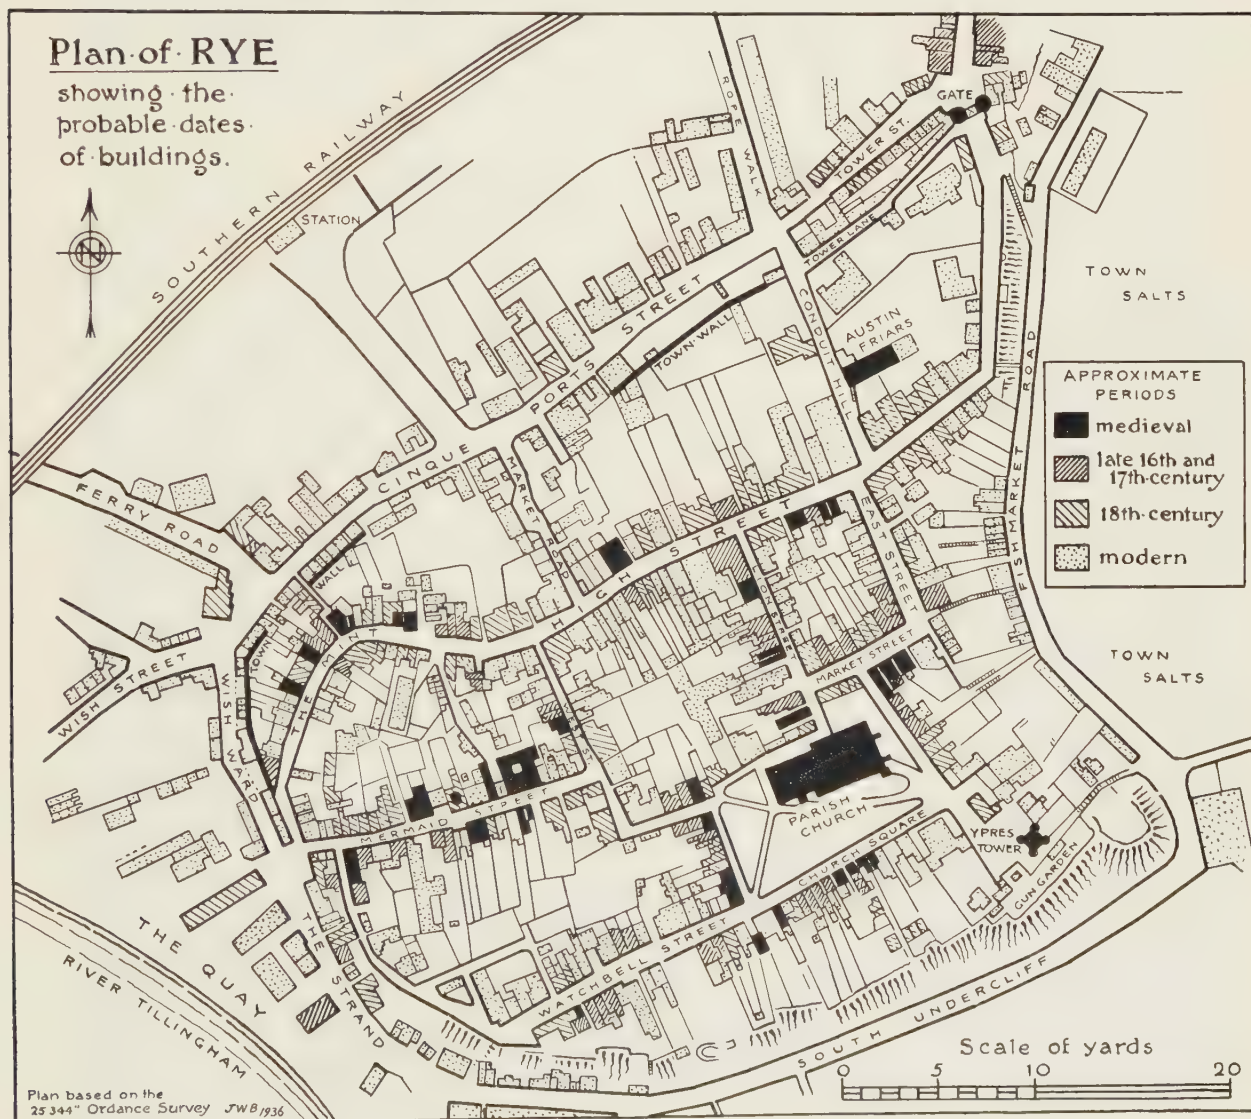 Plan·of·RYE
showing·the·
probable·dates·
of·buildings.
SOUTHERN RAILWAY
STATION
N
ROPE WALK
GATE
TOWER ST.
TOWER LANE
TOWN
SALTS
CONDUIT HILL
AUSTIN
FRIARS
CINQUE PORTS STREET
TOWN·WALL
FISHMARKET ROAD
APPROXIMATE
PERIODS
medieval
late 16th and
17th·century
18th·century
modern
FERRY ROAD
MARKET ROAD
HIGH STREET
EAST STREET
WALL
TOWN
THE MINT
WISH STREET
WISH WARD
MARKET STREET
TOWN
SALTS
MERMAID STREET
PARISH
CHURCH
CHURCH SQUARE
YPRES
TOWER
GUN GARDEN
THE QUAY
THE STRAND
RIVER TILLINGHAM
WATCHBELL STREET
SOUTH UNDERCLIFF
Scale of yards
0 5 10 20
Plan based on the
25·344" Ordance Survey JWB 1936